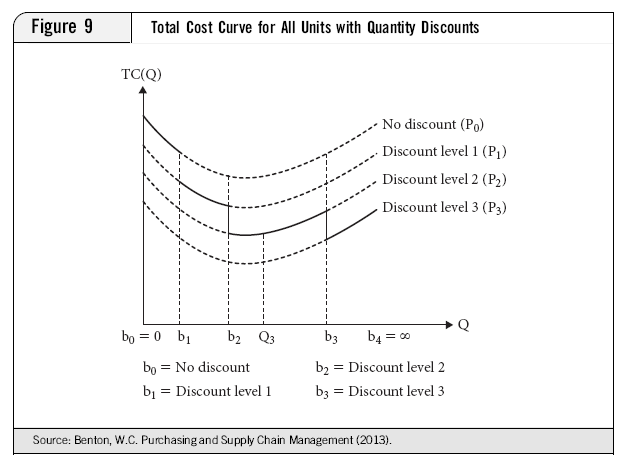 Figure 9
Total Cost Curve for All Units with Quantity Discounts
TC(Q)
No discount (P₀)
Discount level 1 (P₁)
Discount level 2 (P₂)
Discount level 3 (P₃)
Q
b₀ = 0 b₁ b₂ Q₃ b₃ b₄ = ∞
b₀ = No discount b₂ = Discount level 2
b₁ = Discount level 1 b₃ = Discount level 3
Source: Benton, W.C. Purchasing and Supply Chain Management (2013).